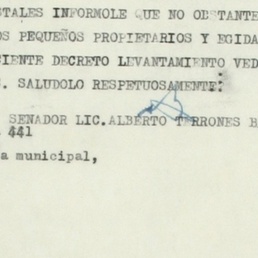 STALES INFORMOLE QUE NO OBSTANTE
OS PEQUEÑOS PROPIETARIOS Y EGIDA
CIENTE DECRETO LEVANTAMIENTO VED
. SALUDOLO RESPETUOSAMENTE:
SENADOR LIC.ALBERTO TERRONES B
441
a municipal,